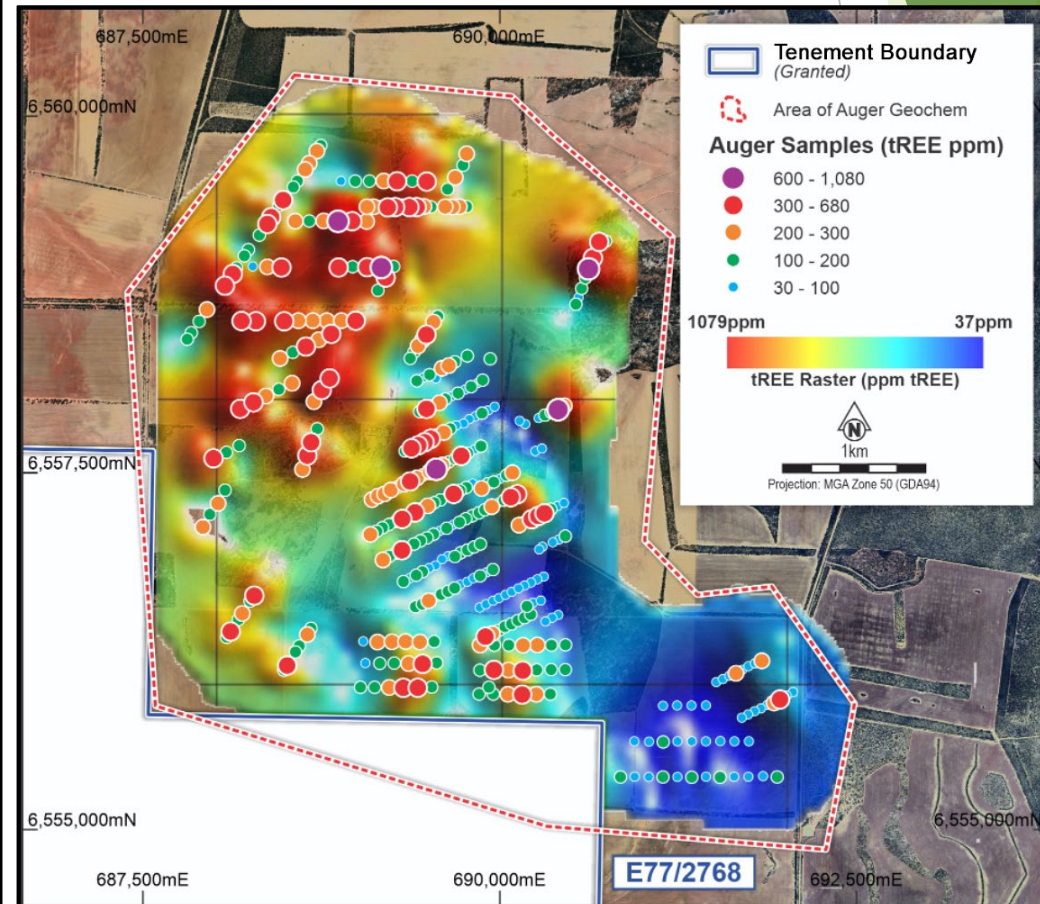 687,500mE
690,000mE
6,560,000mN
Tenement Boundary
(Granted)
Area of Auger Geochem
Auger Samples (tREE ppm)
600 - 1,080
300 - 680
200 - 300
100 - 200
30 - 100
1079ppm
37ppm
tREE Raster (ppm tREE)
N
1km
Projection: MGA Zone 50 (GDA94)
6,557,500mN
6,555,000mN
6,555,000mN
E77/2768
687,500mE
690,000mE
692,500mE